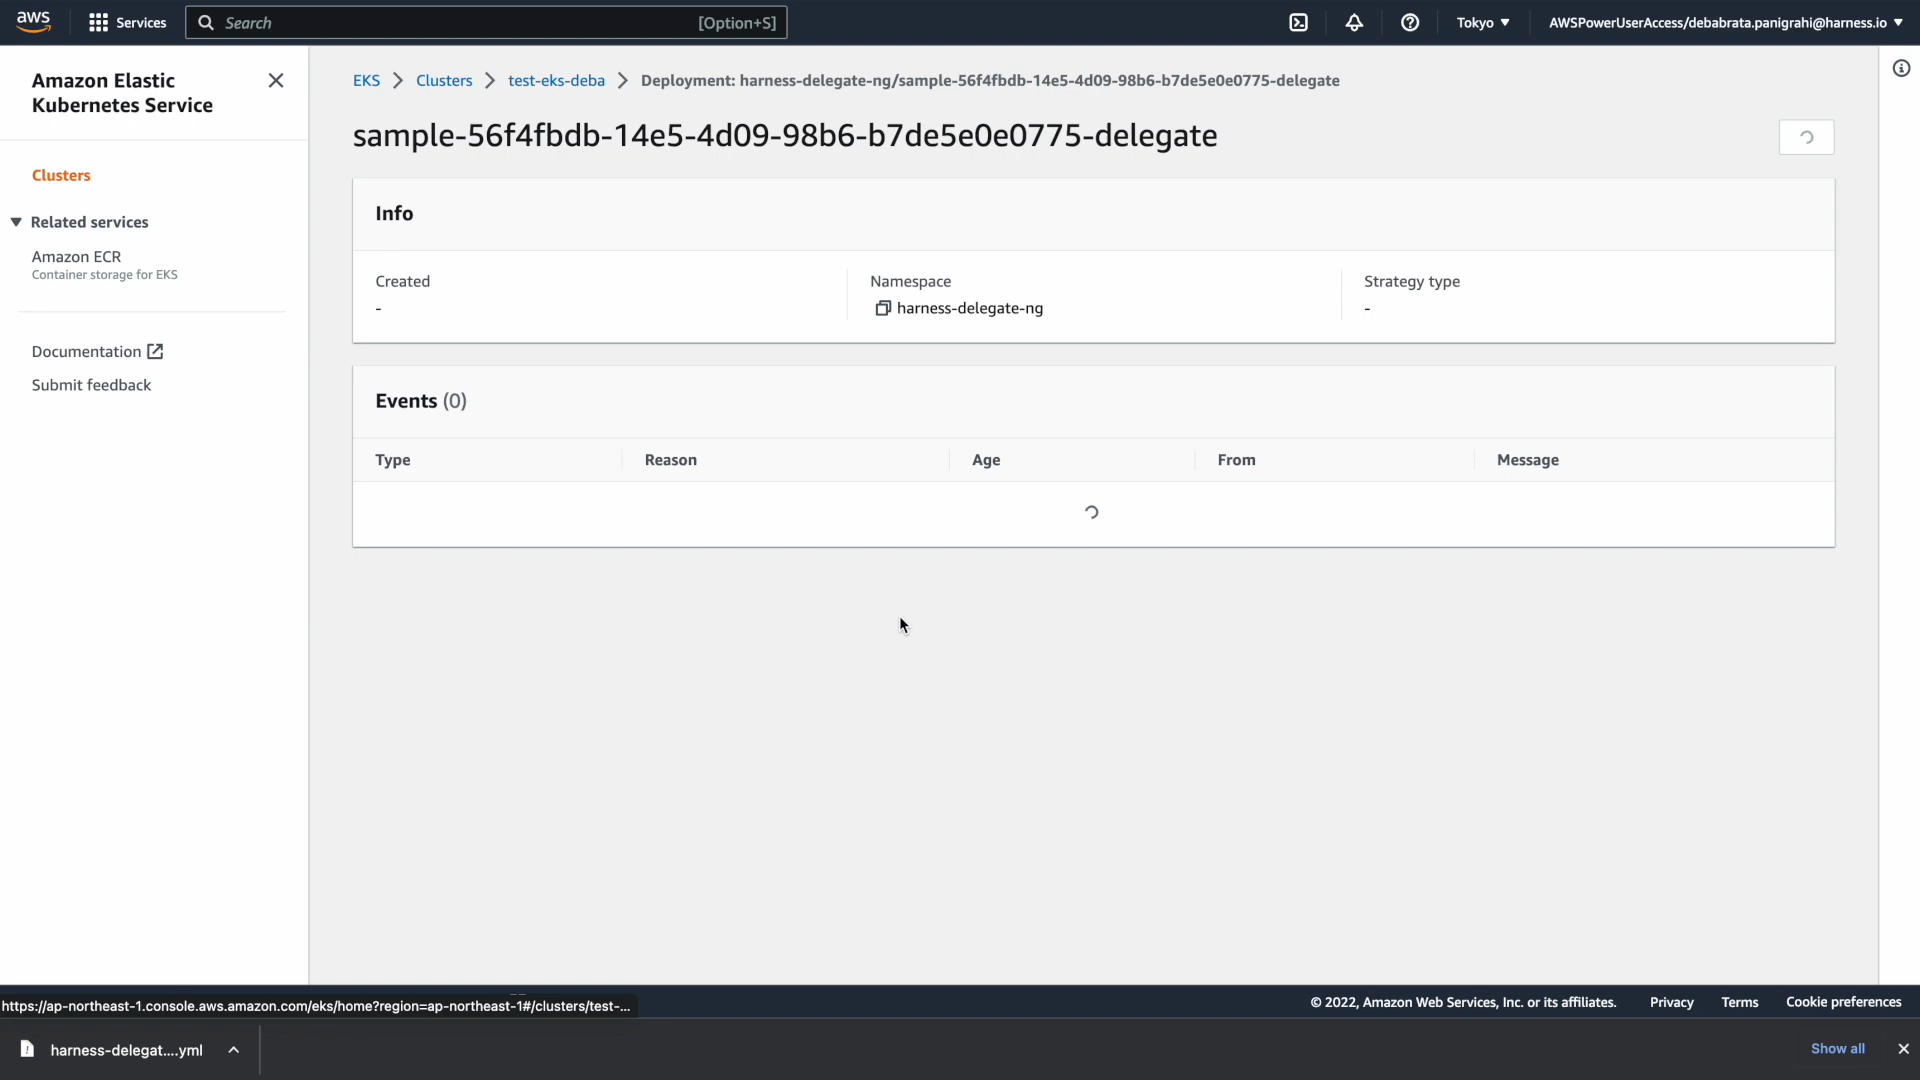 aws Services Search [Option+S] Tokyo ▼ AWSPowerUserAccess/debabrata.panigrahi@harness.io ▼
Amazon Elastic
Kubernetes Service
Clusters
Related services
Amazon ECR
Container storage for EKS
Documentation
Submit feedback
EKS > Clusters > test-eks-deba > Deployment: harness-delegate-ng/sample-56f4fbdb-14e5-4d09-98b6-b7de5e0e0775-delegate
sample-56f4fbdb-14e5-4d09-98b6-b7de5e0e0775-delegate
Info
Created Namespace Strategy type
- harness-delegate-ng -
Events (0)
Type Reason Age From Message
https://ap-northeast-1.console.aws.amazon.com/eks/home?region=ap-northeast-1#/clusters/test-...
© 2022, Amazon Web Services, Inc. or its affiliates. Privacy Terms Cookie preferences
harness-delegat....yml Show all